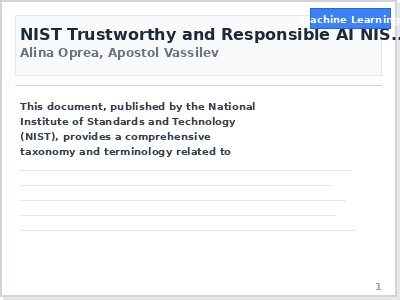 Machine Learning
NIST Trustworthy and Responsible AI NIS...
Alina Oprea, Apostol Vassilev
This document, published by the National
Institute of Standards and Technology
(NIST), provides a comprehensive
taxonomy and terminology related to
1